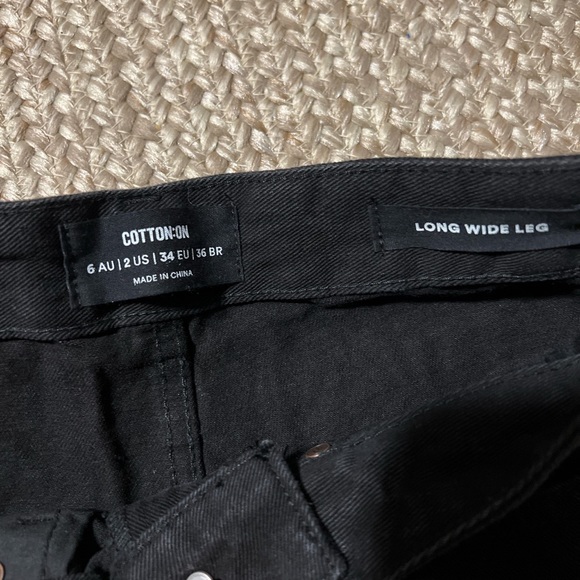 COTTON:ON
6 AU | 2 US | 34 EU | 36 BR
MADE IN CHINA
LONG WIDE LEG